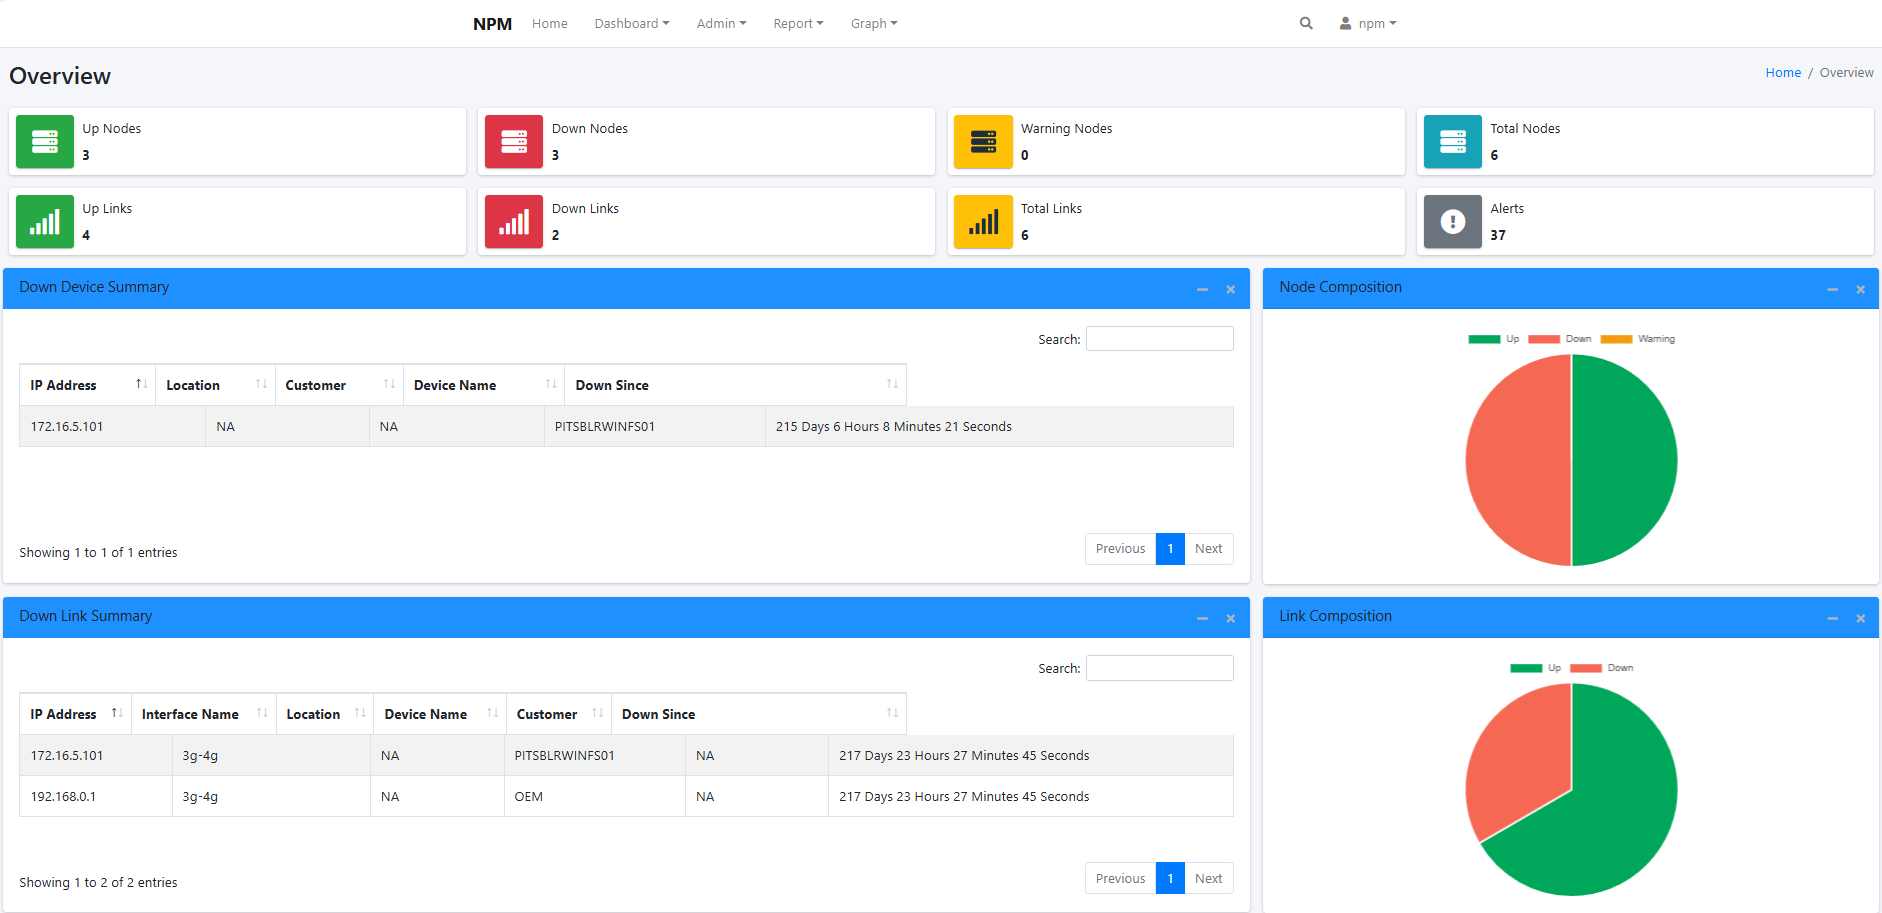 NPM Home Dashboard Admin Report Graph npm
Overview
Home / Overview
Up Nodes
3
Down Nodes
3
Warning Nodes
0
Total Nodes
6
Up Links
4
Down Links
2
Total Links
6
Alerts
37
Down Device Summary
Search:
IP Address Location Customer Device Name Down Since
172.16.5.101 NA NA PITSBLRWINFS01 215 Days 6 Hours 8 Minutes 21 Seconds
Showing 1 to 1 of 1 entries
Previous 1 Next
Node Composition
Up Down Warning
Down Link Summary
Search:
IP Address Interface Name Location Device Name Customer Down Since
172.16.5.101 3g-4g NA PITSBLRWINFS01 NA 217 Days 23 Hours 27 Minutes 45 Seconds
192.168.0.1 3g-4g NA OEM NA 217 Days 23 Hours 27 Minutes 45 Seconds
Showing 1 to 2 of 2 entries
Previous 1 Next
Link Composition
Up Down